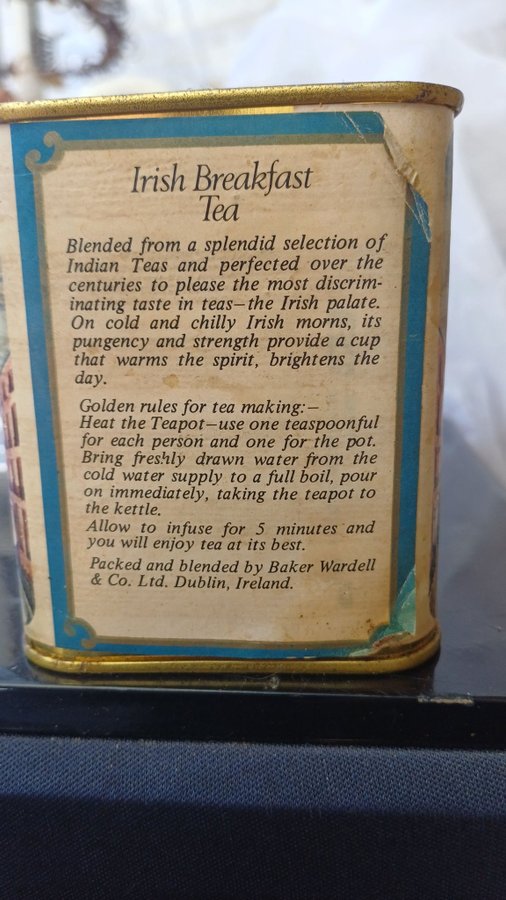 Irish Breakfast
Tea
Blended from a splendid selection of
Indian Teas and perfected over the
centuries to please the most discrim-
inating taste in teas—the Irish palate.
On cold and chilly Irish morns, its
pungency and strength provide a cup
that warms the spirit, brightens the
day.
Golden rules for tea making:—
Heat the Teapot—use one teaspoonful
for each person and one for the pot.
Bring freshly drawn water from the
cold water supply to a full boil, pour
on immediately, taking the teapot to
the kettle.
Allow to infuse for 5 minutes and
you will enjoy tea at its best.
Packed and blended by Baker Wardell
& Co. Ltd. Dublin, Ireland.